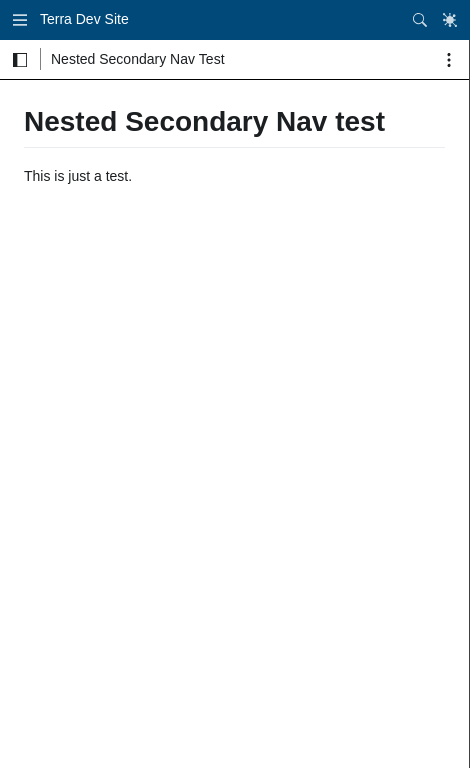 Terra Dev Site
Nested Secondary Nav Test
Nested Secondary Nav test
This is just a test.